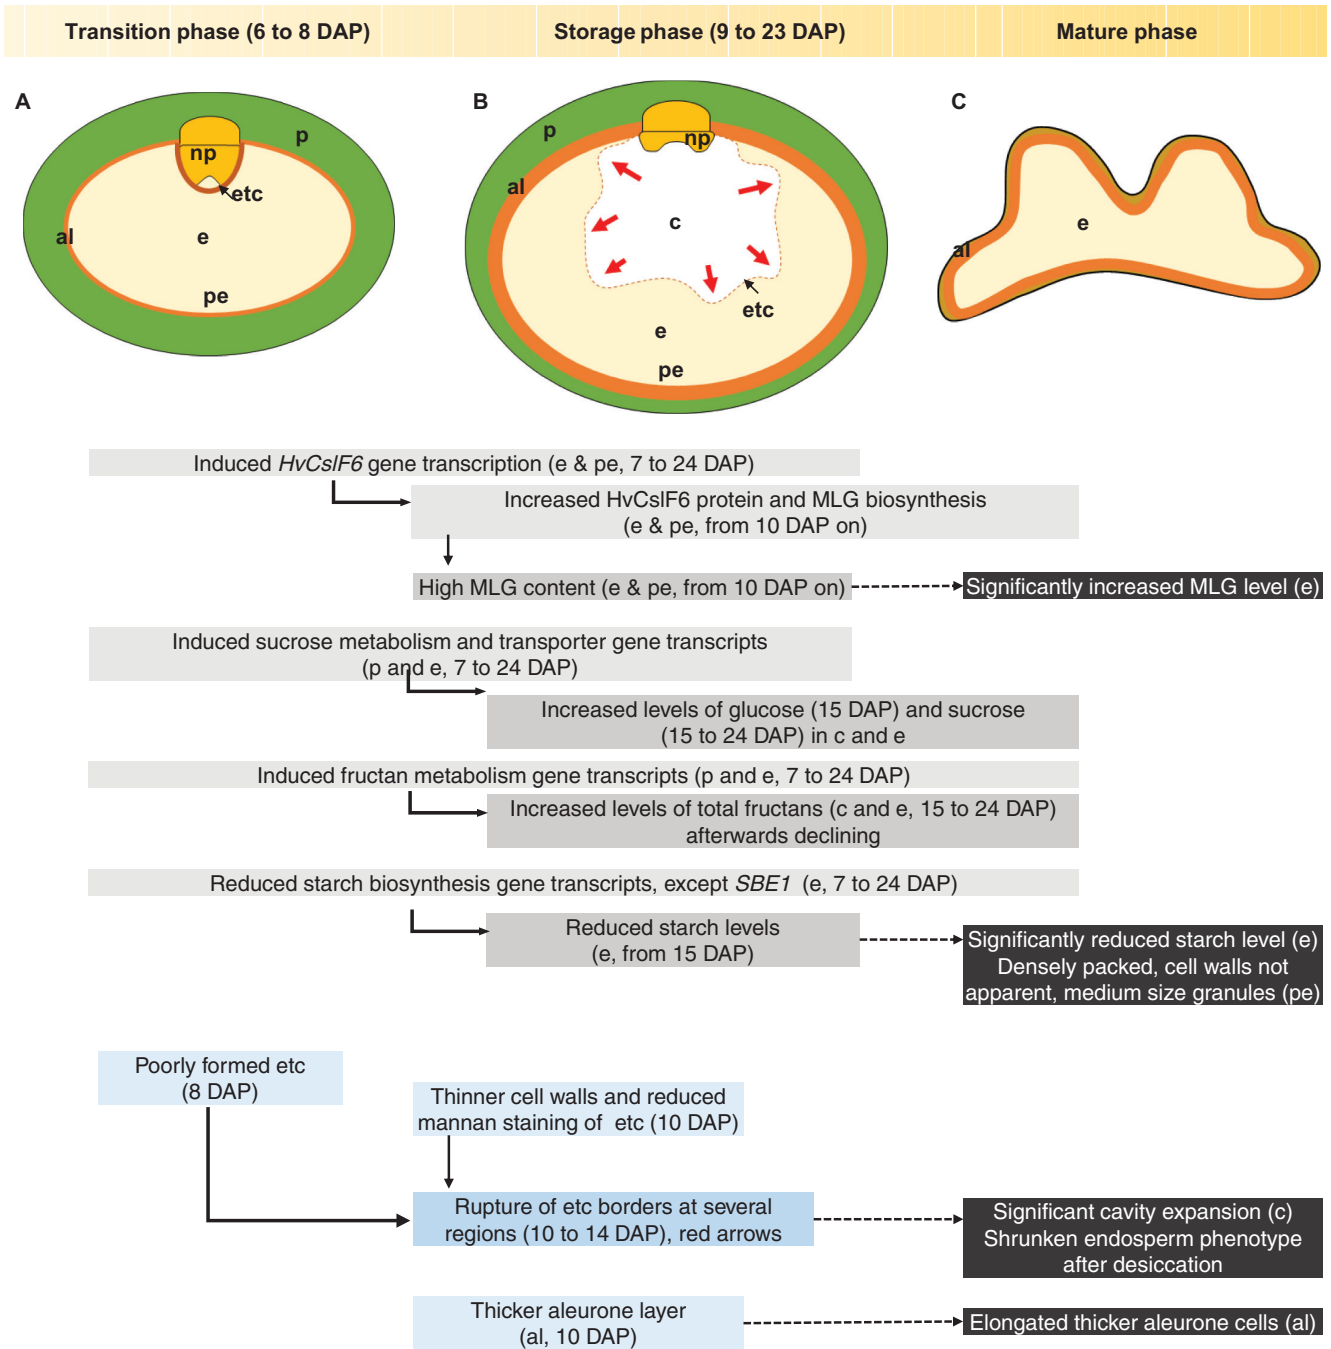 Transition phase (6 to 8 DAP)
Storage phase (9 to 23 DAP)
Mature phase
A
p
np
etc
al
e
pe
B
p
np
al
c
etc
e
pe
C
e
al
Induced HvCslF6 gene transcription (e & pe, 7 to 24 DAP)
Increased HvCslF6 protein and MLG biosynthesis
(e & pe, from 10 DAP on)
High MLG content (e & pe, from 10 DAP on)
Significantly increased MLG level (e)
Induced sucrose metabolism and transporter gene transcripts
(p and e, 7 to 24 DAP)
Increased levels of glucose (15 DAP) and sucrose
(15 to 24 DAP) in c and e
Induced fructan metabolism gene transcripts (p and e, 7 to 24 DAP)
Increased levels of total fructans (c and e, 15 to 24 DAP)
afterwards declining
Reduced starch biosynthesis gene transcripts, except SBE1 (e, 7 to 24 DAP)
Reduced starch levels
(e, from 15 DAP)
Significantly reduced starch level (e)
Densely packed, cell walls not
apparent, medium size granules (pe)
Poorly formed etc
(8 DAP)
Thinner cell walls and reduced
mannan staining of etc (10 DAP)
Rupture of etc borders at several
regions (10 to 14 DAP), red arrows
Significant cavity expansion (c)
Shrunken endosperm phenotype
after desiccation
Thicker aleurone layer
(al, 10 DAP)
Elongated thicker aleurone cells (al)